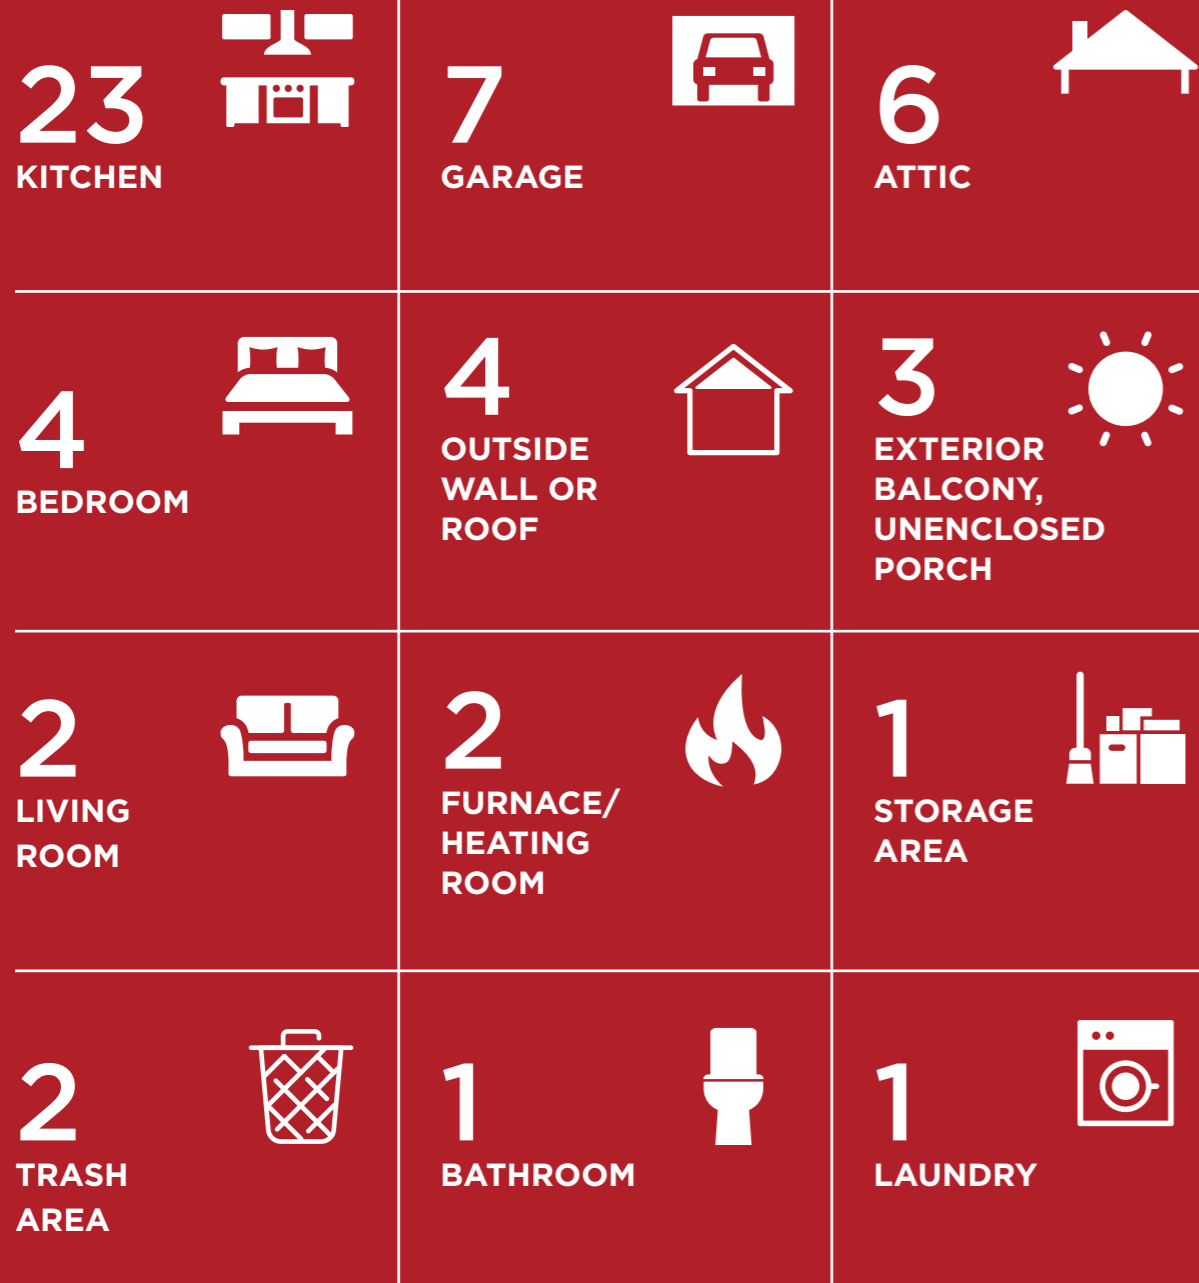 23
KITCHEN
7
GARAGE
6
ATTIC
4
BEDROOM
4
OUTSIDE
WALL OR
ROOF
3
EXTERIOR
BALCONY,
UNENCLOSED
PORCH
2
LIVING
ROOM
2
FURNACE/
HEATING
ROOM
1
STORAGE
AREA
2
TRASH
AREA
1
BATHROOM
1
LAUNDRY